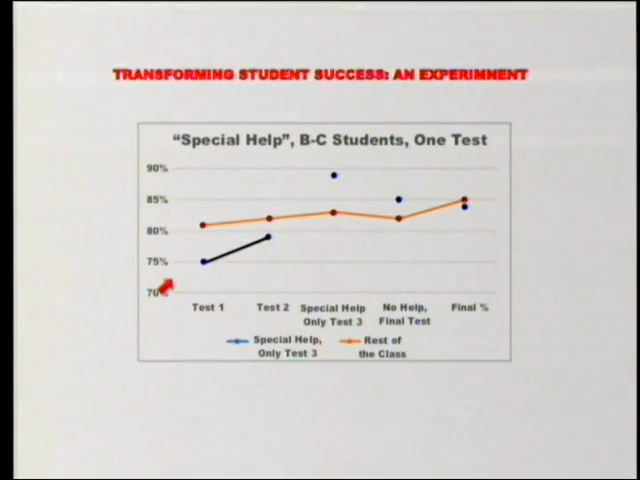 TRANSFORMING STUDENT SUCCESS: AN EXPERIMNENT
“Special Help”, B-C Students, One Test
90%
85%
80%
75%
70%
Test 1 Test 2 Special Help No Help, Final %
Only Test 3 Final Test
Special Help, Rest of
Only Test 3 the Class